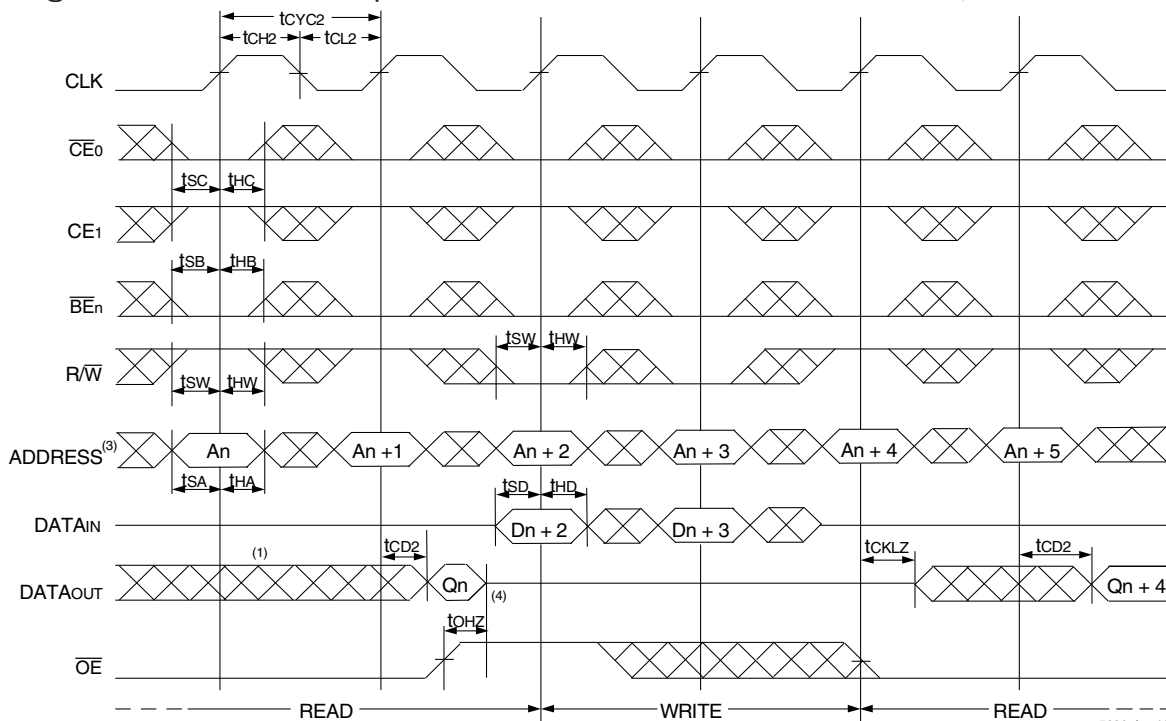 tCYC2
tCH2 tCL2
CLK
CE0
tSC tHC
CE1
tSB tHB
BEn
tSW tHW
R/W
tSW tHW
ADDRESS(3) An An +1 An + 2 An + 3 An + 4 An + 5
tSA tHA tSD tHD
DATAIN Dn + 2 Dn + 3
(1) tCD2 tCKLZ tCD2
DATAOUT Qn (4) Qn + 4
tOHZ
OE
READ WRITE READ